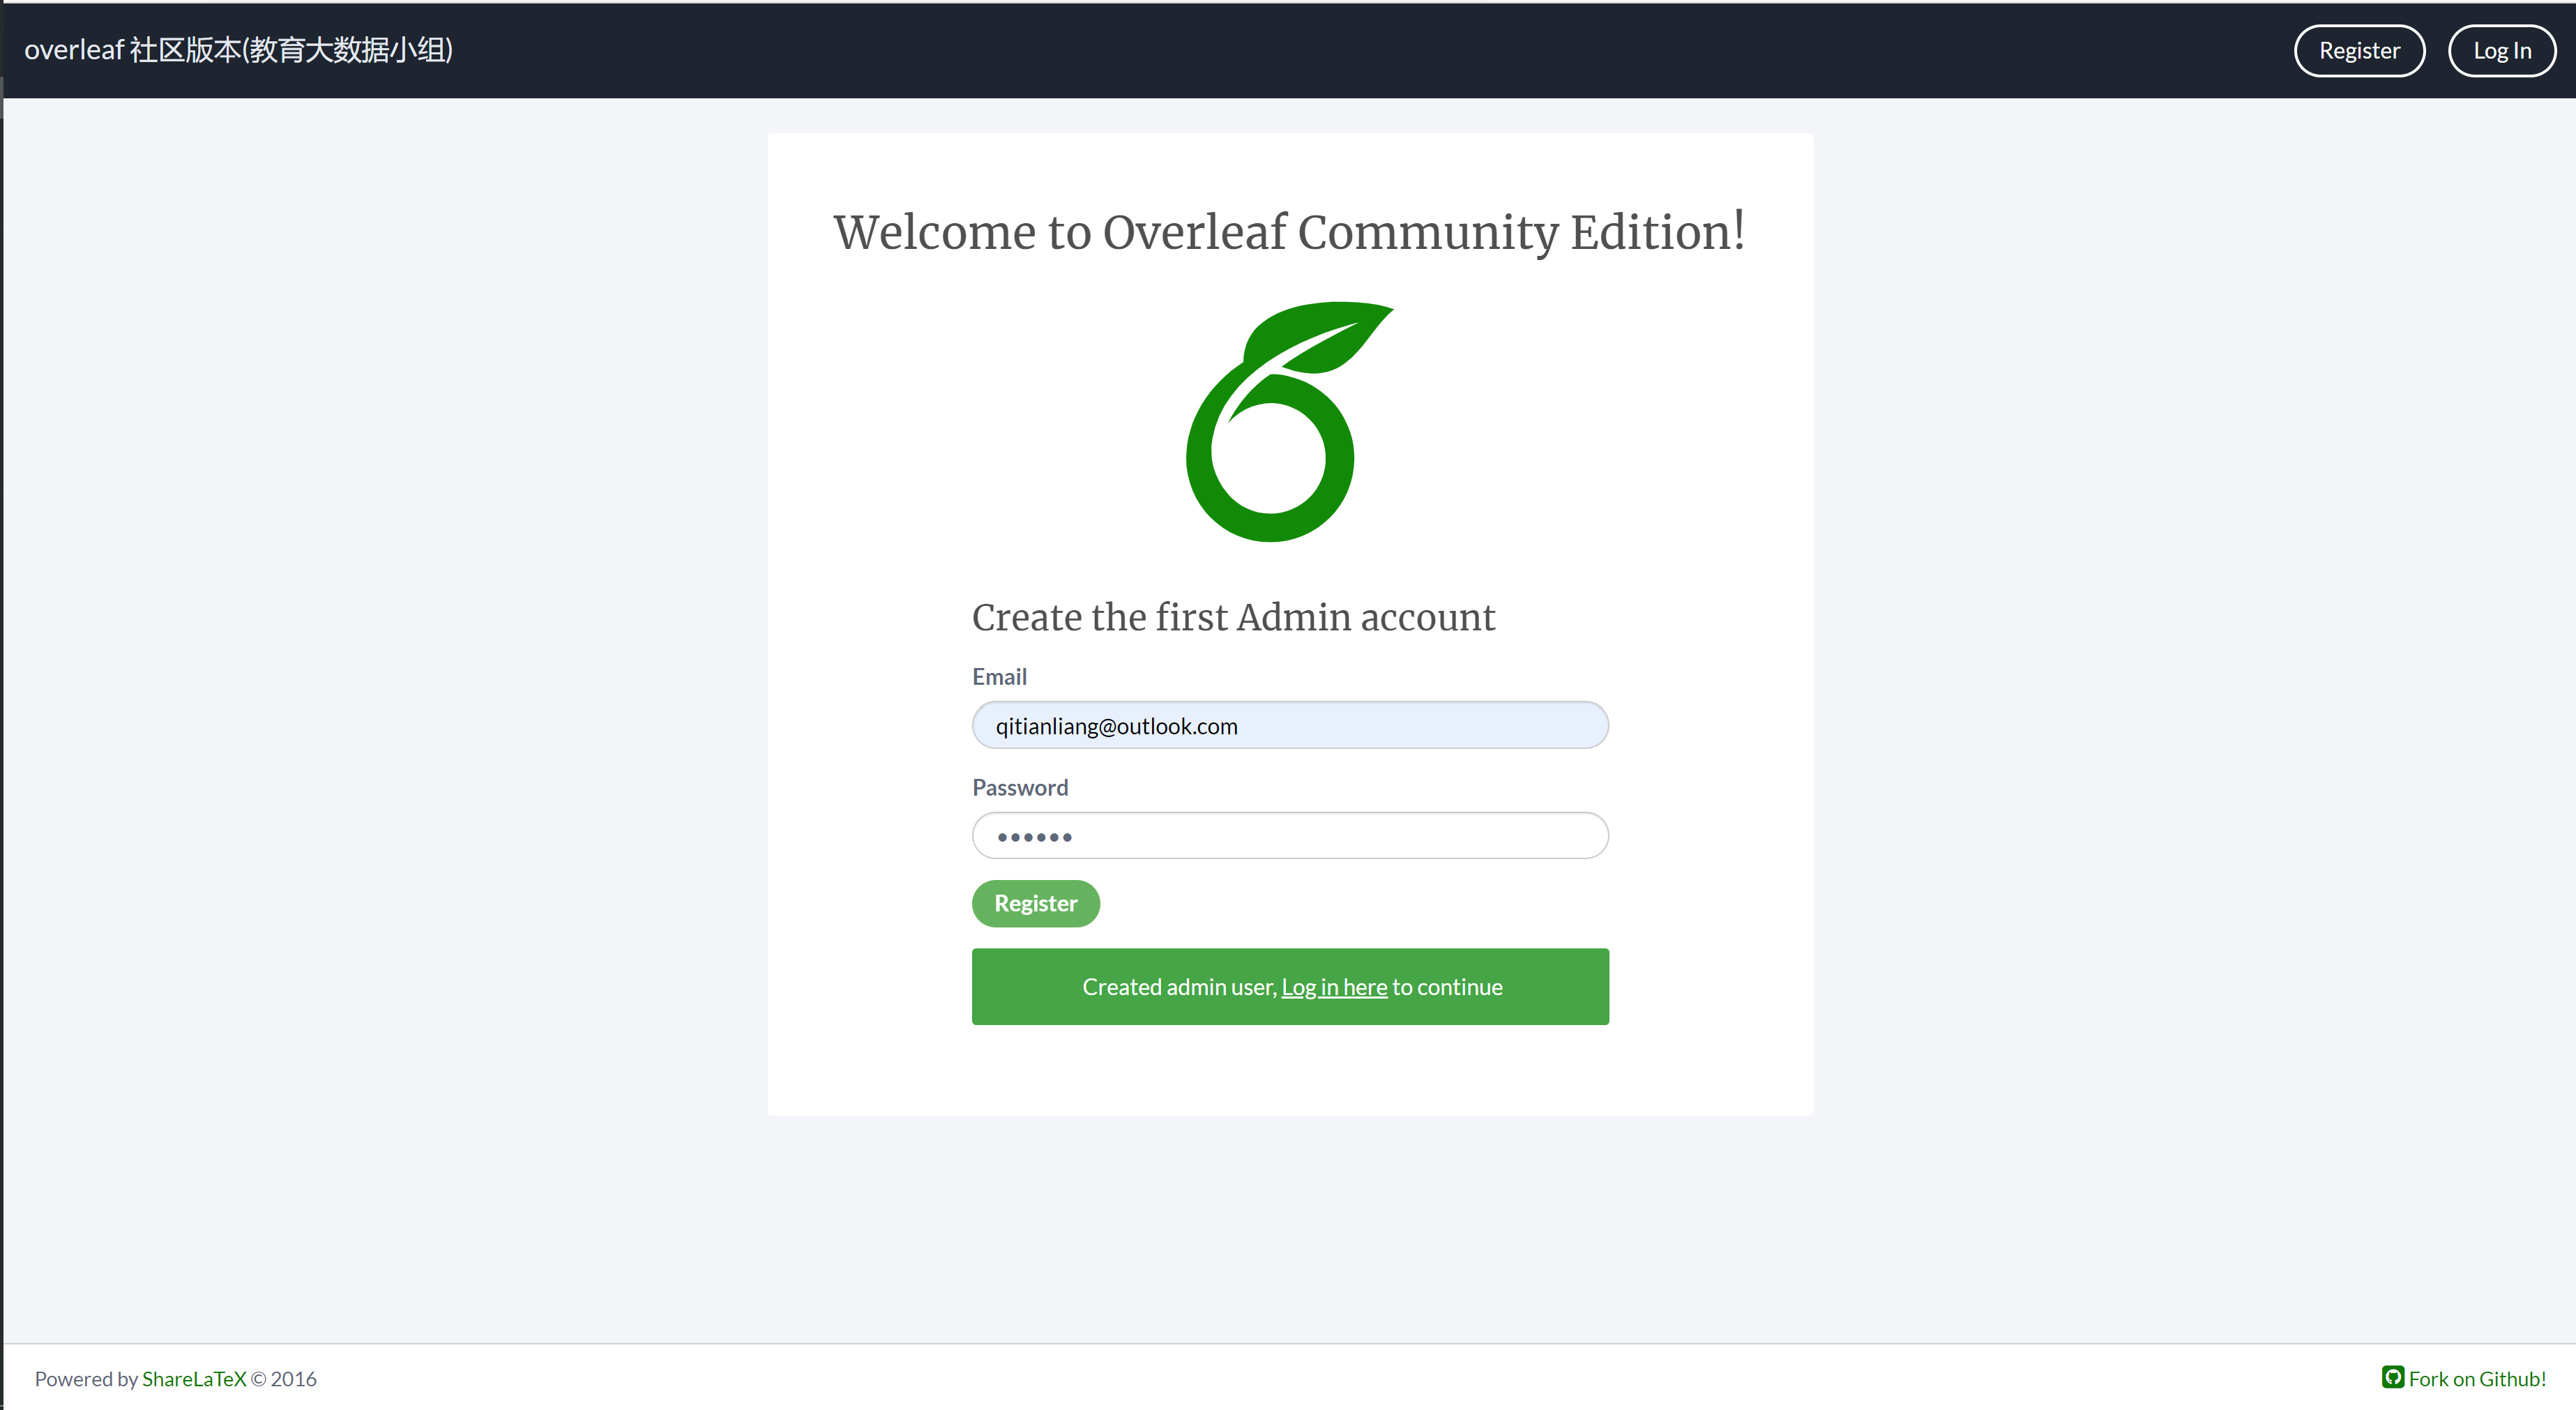 overleaf 社区版本(教育大数据小组)
Register
Log In
Welcome to Overleaf Community Edition!
Create the first Admin account
Email
qitianliang@outlook.com
Password
••••••
Register
Created admin user, Log in here to continue
Powered by ShareLaTeX © 2016
Fork on Github!